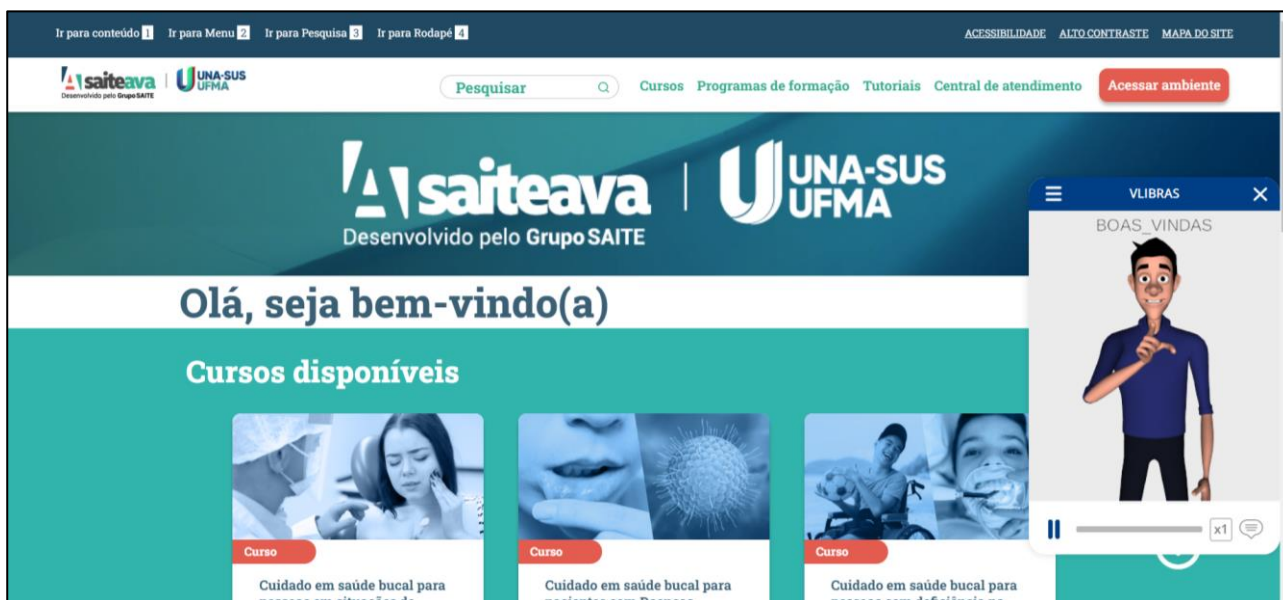 Ir para conteúdo 1 Ir para Menu 2 Ir para Pesquisa 3 Ir para Rodapé 4 ACESSIBILIDADE ALTO CONTRASTE MAPA DO SITE
saiteava UNA-SUS UFMA
Desenvolvido pelo Grupo SAITE
Pesquisar Cursos Programas de formação Tutoriais Central de atendimento Acessar ambiente
saiteava UNA-SUS
UFMA
Desenvolvido pelo Grupo SAITE
VLIBRAS
BOAS_VINDAS
x1
Olá, seja bem-vindo(a)
Cursos disponíveis
Curso
Cuidado em saúde bucal para
Curso
Cuidado em saúde bucal para
Curso
Cuidado em saúde bucal para